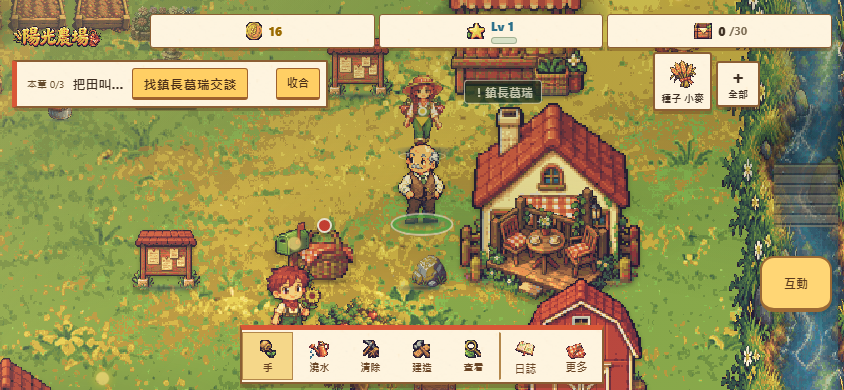 陽光農場
16
Lv 1
0 /30
本章 0/3 把田叫... 找鎮長葛瑞交談 收合
！鎮長葛瑞
種子 小麥
+
全部
互動
手
澆水
清除
建造
查看
日誌
更多